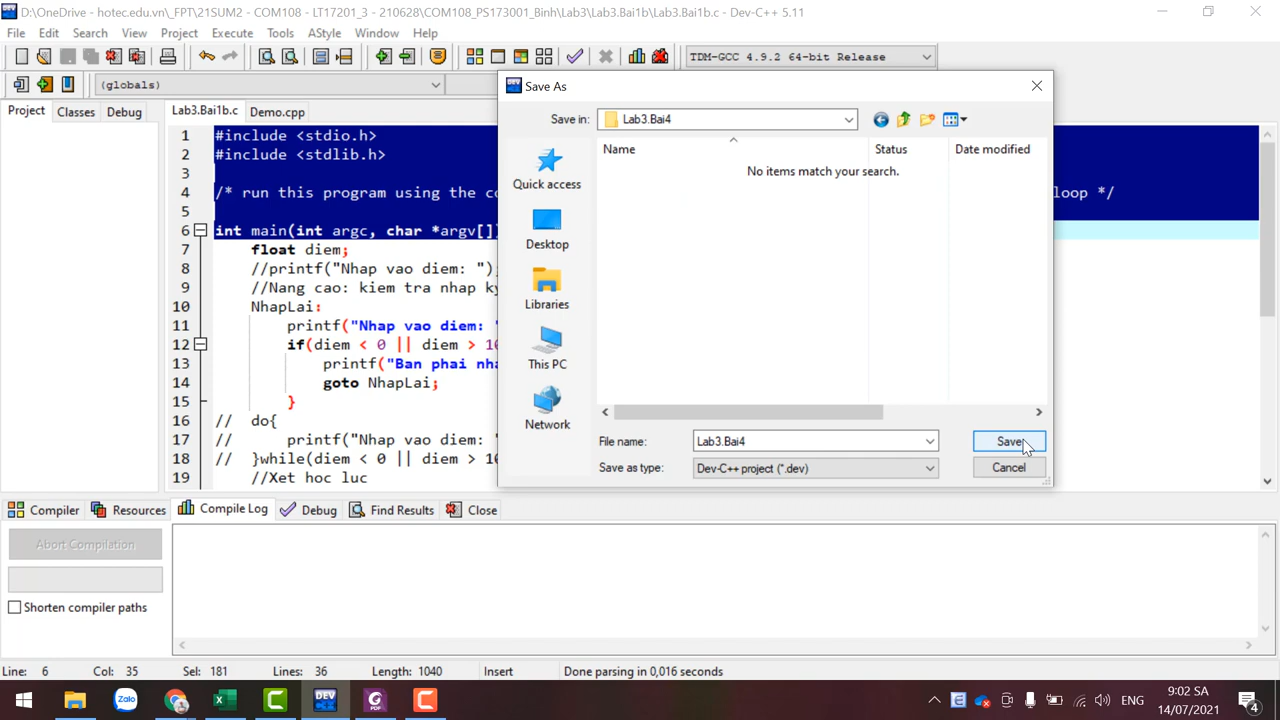 D:\OneDrive - hotec.edu.vn\_FPT\21SUM2 - COM108 - LT17201_3 - 210628\COM108_PS173001_Binh\Lab3\Lab3.Bai1b\Lab3.Bai1b.c - Dev-C++ 5.11
File Edit Search View Project Execute Tools AStyle Window Help
TDM-GCC 4.9.2 64-bit Release
(globals)
Project Classes Debug
Lab3.Bai1b.c Demo.cpp
1 #include <stdio.h>
2 #include <stdlib.h>
3
4 /* run this program using the co
loop */
5
6 int main(int argc, char *argv[])
7 float diem;
8 //printf("Nhap vao diem: ");
9 //Nang cao: kiem tra nhap ky
10 NhapLai:
11 printf("Nhap vao diem: "
12 if(diem < 0 || diem > 10
13 printf("Ban phai nha
14 goto NhapLai;
15 }
16 // do{
17 // printf("Nhap vao diem: "
18 // }while(diem < 0 || diem > 10
19 //Xet hoc luc
Save As
Save in: Lab3.Bai4
Name Status Date modified
No items match your search.
Quick access
Desktop
Libraries
This PC
Network
File name: Lab3.Bai4 Save
Save as type: Dev-C++ project (*.dev) Cancel
Compiler Resources Compile Log Debug Find Results Close
Abort Compilation
Shorten compiler paths
Line: 6 Col: 35 Sel: 181 Lines: 36 Length: 1040 Insert Done parsing in 0,016 seconds
Zalo
DEV
PDF
ENG
9:02 SA
14/07/2021
4